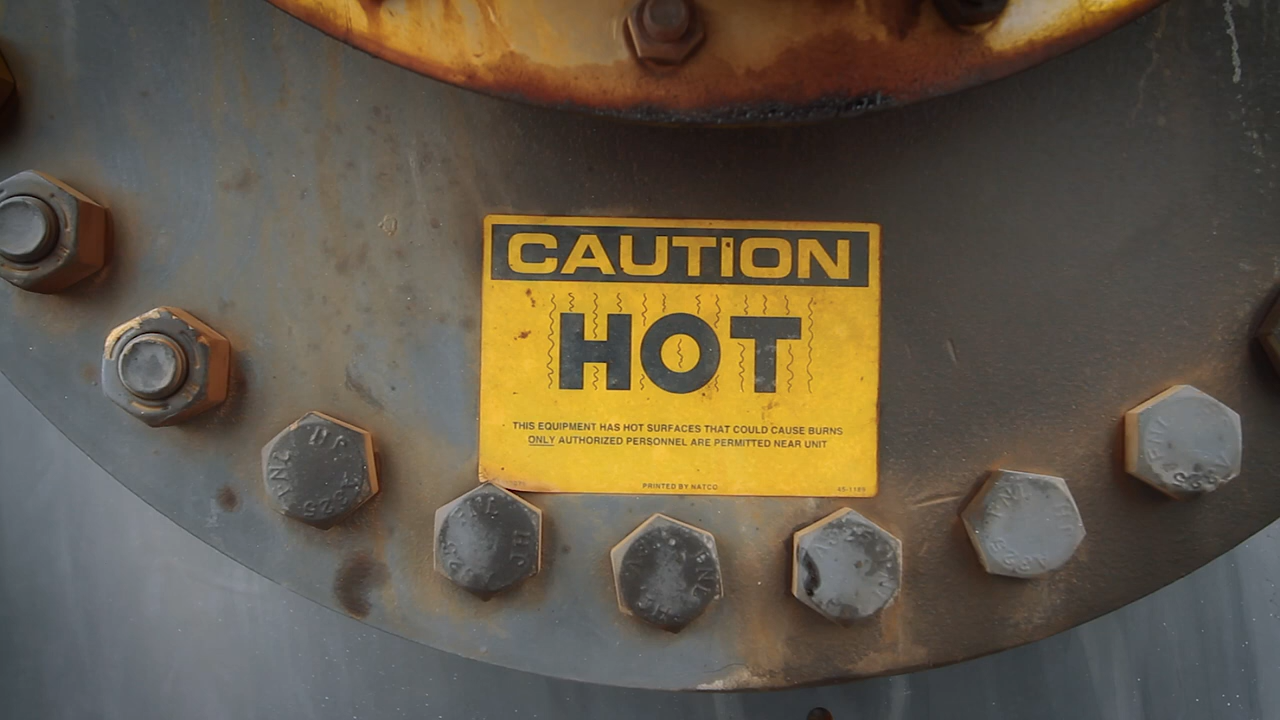 CAUTION
HOT
THIS EQUIPMENT HAS HOT SURFACES THAT COULD CAUSE BURNS
ONLY AUTHORIZED PERSONNEL ARE PERMITTED NEAR UNIT
PRINTED BY NATCO
45-1189